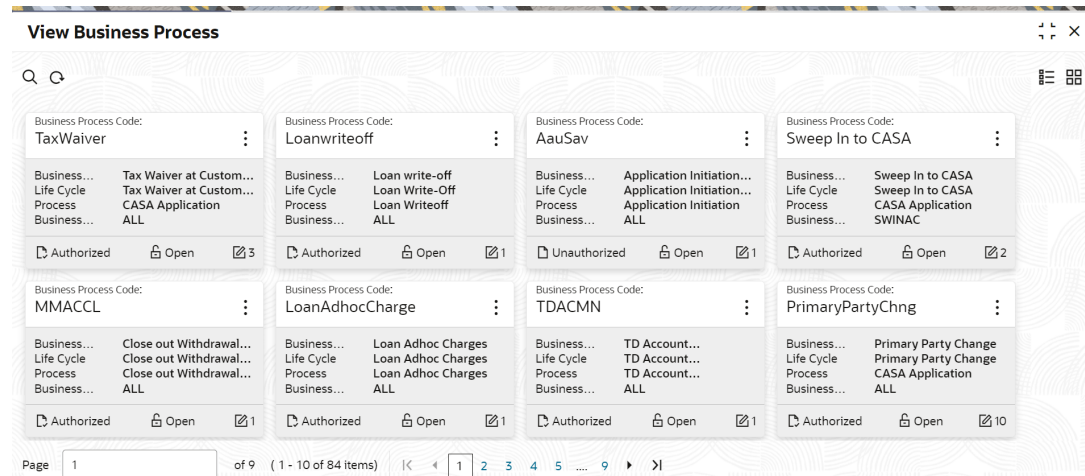 View Business Process
Business Process Code:
TaxWaiver
Business... Tax Waiver at Custom...
Life Cycle Tax Waiver at Custom...
Process CASA Application
Business... ALL
Authorized Open 3
Business Process Code:
Loanwriteoff
Business... Loan write-off
Life Cycle Loan Write-Off
Process Loan Writeoff
Business... ALL
Authorized Open 1
Business Process Code:
AauSav
Business... Application Initiation...
Life Cycle Application Initiation...
Process Application Initiation
Business... ALL
Unauthorized Open 1
Business Process Code:
Sweep In to CASA
Business... Sweep In to CASA
Life Cycle Sweep In to CASA
Process CASA Application
Business... SWINAC
Authorized Open 2
Business Process Code:
MMACCL
Business... Close out Withdrawal...
Life Cycle Close out Withdrawal...
Process Close out Withdrawal...
Business... ALL
Authorized Open 1
Business Process Code:
LoanAdhocCharge
Business... Loan Adhoc Charges
Life Cycle Loan Adhoc Charges
Process Loan Adhoc Charges
Business... ALL
Authorized Open 1
Business Process Code:
TDACMN
Business... TD Account...
Life Cycle TD Account...
Process TD Account...
Business... ALL
Authorized Open 1
Business Process Code:
PrimaryPartyChng
Business... Primary Party Change
Life Cycle Primary Party Change
Process CASA Application
Business... ALL
Authorized Open 10
Page 1 of 9 ( 1 - 10 of 84 items) 1 2 3 4 5 .... 9